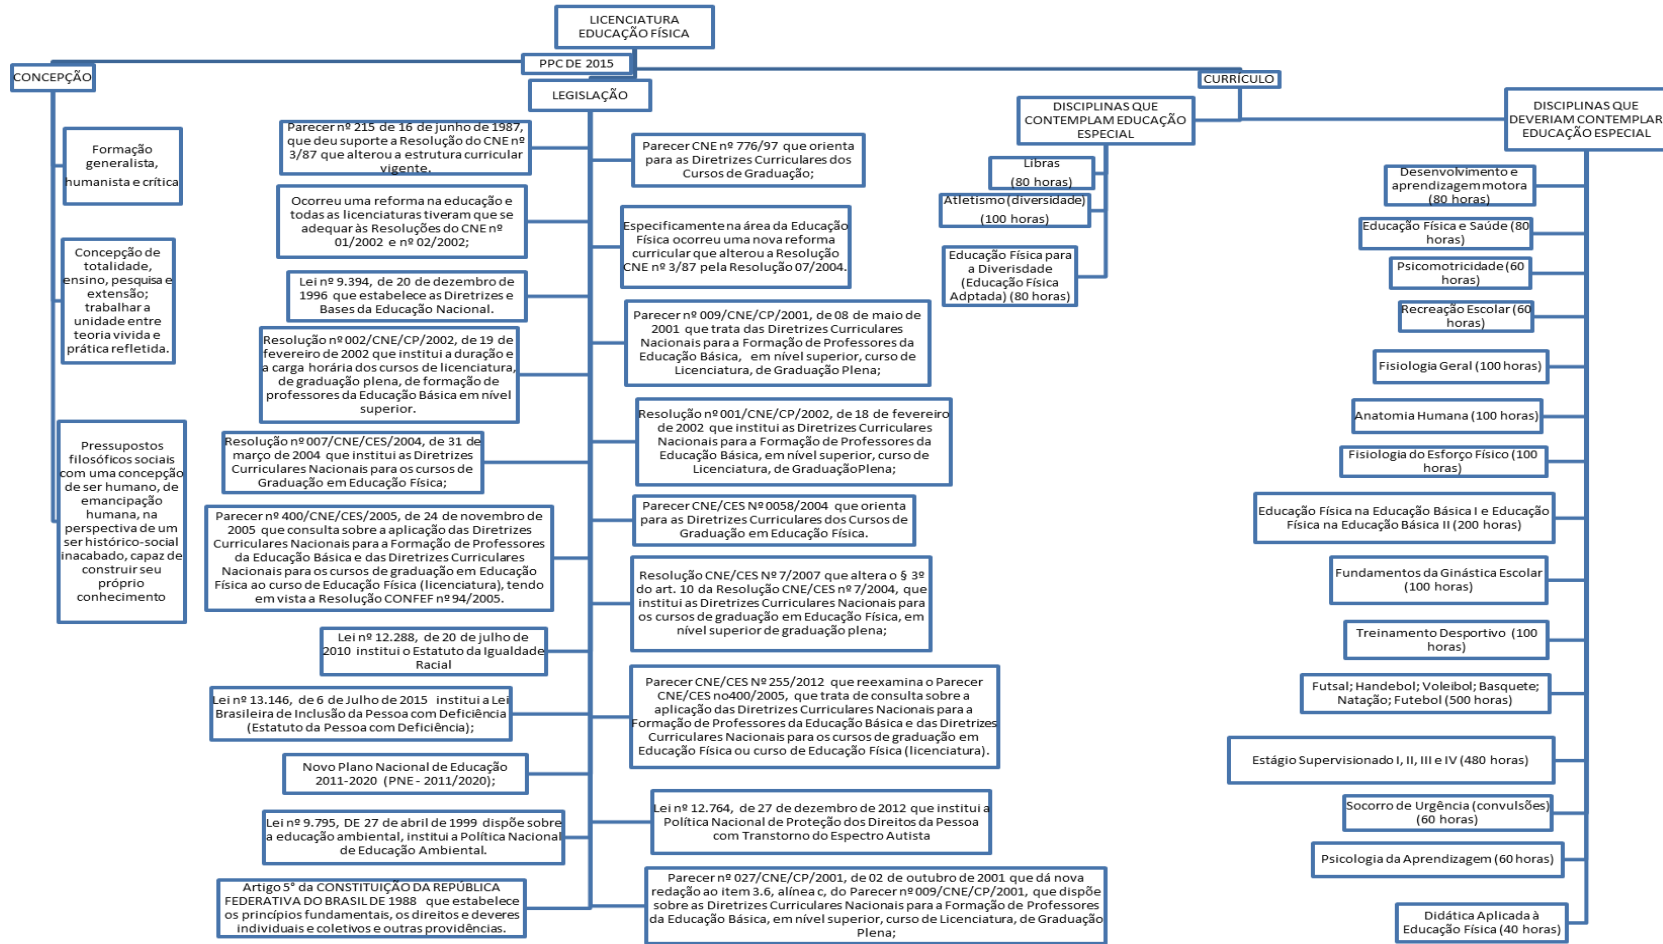 LICENCIATURA
EDUCAÇÃO FÍSICA
PPC DE 2015
CONCEPÇÃO
Formação
generalista,
humanista e crítica
Concepção de
totalidade,
ensino, pesquisa e
extensão;
trabalhar a
unidade entre
teoria vivida e
prática refletida.
Pressupostos
filosóficos sociais
com uma concepção
de ser humano, de
emancipação
humana, na
perspectiva de um
ser histórico-social
inacabado, capaz de
construir seu
próprio
conhecimento
LEGISLAÇÃO
Parecer nº 215 de 16 de junho de 1987,
que deu suporte a Resolução do CNE nº
3/87 que alterou a estrutura curricular
vigente.
Parecer CNE nº 776/97 que orienta
para as Diretrizes Curriculares dos
Cursos de Graduação;
Ocorreu uma reforma na educação e
todas as licenciaturas tiveram que se
adequar às Resoluções do CNE nº
01/2002 e nº 02/2002;
Especificamente na área da Educação
Física ocorreu uma nova reforma
curricular que alterou a Resolução
CNE nº 3/87 pela Resolução 07/2004.
Lei nº 9.394, de 20 de dezembro de
1996 que estabelece as Diretrizes e
Bases da Educação Nacional.
Parecer nº 009/CNE/CP/2001, de 08 de maio de
2001 que trata das Diretrizes Curriculares
Nacionais para a Formação de Professores da
Educação Básica, em nível superior, curso de
Licenciatura, de Graduação Plena;
Resolução nº 002/CNE/CP/2002, de 19 de
fevereiro de 2002 que institui a duração e
a carga horária dos cursos de licenciatura,
de graduação plena, de formação de
professores da Educação Básica em nível
superior.
Resolução nº 001/CNE/CP/2002, de 18 de fevereiro
de 2002 que institui as Diretrizes Curriculares
Nacionais para a Formação de Professores da
Educação Básica, em nível superior, curso de
Licenciatura, de GraduaçãoPlena;
Resolução nº 007/CNE/CES/2004, de 31 de
março de 2004 que institui as Diretrizes
Curriculares Nacionais para os cursos de
Graduação em Educação Física;
Parecer CNE/CES Nº 0058/2004 que orienta
para as Diretrizes Curriculares dos Cursos de
Graduação em Educação Física.
Parecer nº 400/CNE/CES/2005, de 24 de novembro de
2005 que consulta sobre a aplicação das Diretrizes
Curriculares Nacionais para a Formação de Professores
da Educação Básica e das Diretrizes Curriculares
Nacionais para os cursos de graduação em Educação
Física ao curso de Educação Física (licenciatura), tendo
em vista a Resolução CONFEF nº 94/2005.
Resolução CNE/CES Nº 7/2007 que altera o § 3º
do art. 10 da Resolução CNE/CES nº 7/2004, que
institui as Diretrizes Curriculares Nacionais para
os cursos de graduação em Educação Física, em
nível superior de graduação plena;
Lei nº 12.288, de 20 de julho de
2010 institui o Estatuto da Igualdade
Racial
Parecer CNE/CES Nº 255/2012 que reexamina o Parecer
CNE/CES no400/2005, que trata de consulta sobre a
aplicação das Diretrizes Curriculares Nacionais para a
Formação de Professores da Educação Básica e das Diretrizes
Curriculares Nacionais para os cursos de graduação em
Educação Física ou curso de Educação Física (licenciatura).
Lei nº 13.146, de 6 de Julho de 2015 institui a Lei
Brasileira de Inclusão da Pessoa com Deficiência
(Estatuto da Pessoa com Deficiência);
Novo Plano Nacional de Educação
2011-2020 (PNE - 2011/2020);
Lei nº 12.764, de 27 de dezembro de 2012 que institui a
Política Nacional de Proteção dos Direitos da Pessoa
com Transtorno do Espectro Autista
Lei nº 9.795, DE 27 de abril de 1999 dispõe sobre
a educação ambiental, institui a Política Nacional
de Educação Ambiental.
Parecer nº 027/CNE/CP/2001, de 02 de outubro de 2001 que dá nova
redação ao item 3.6, alínea c, do Parecer nº 009/CNE/CP/2001, que dispõe
sobre as Diretrizes Curriculares Nacionais para a Formação de Professores
da Educação Básica, em nível superior, curso de Licenciatura, de Graduação
Plena;
Artigo 5° da CONSTITUIÇÃO DA REPÚBLICA
FEDERATIVA DO BRASIL DE 1988 que estabelece
os princípios fundamentais, os direitos e deveres
individuais e coletivos e outras providências.
CURRÍCULO
DISCIPLINAS QUE
CONTEMPLAM EDUCAÇÃO
ESPECIAL
Libras
(80 horas)
Atletismo (diversidade)
(100 horas)
Educação Física para
a Diverisdade
(Educação Física
Adptada) (80 horas)
DISCIPLINAS QUE
DEVERIAM CONTEMPLAR
EDUCAÇÃO ESPECIAL
Desenvolvimento e
aprendizagem motora
(80 horas)
Educação Física e Saúde (80
horas)
Psicomotricidade (60
horas)
Recreação Escolar (60
horas)
Fisiologia Geral (100 horas)
Anatomia Humana (100 horas)
Fisiologia do Esforço Físico (100
horas)
Educação Física na Educação Básica I e Educação
Física na Educação Básica II (200 horas)
Fundamentos da Ginástica Escolar
(100 horas)
Treinamento Desportivo (100
horas)
Futsal; Handebol; Voleibol; Basquete;
Natação; Futebol (500 horas)
Estágio Supervisionado I, II, III e IV (480 horas)
Socorro de Urgência (convulsões)
(60 horas)
Psicologia da Aprendizagem (60 horas)
Didática Aplicada à
Educação Física (40 horas)